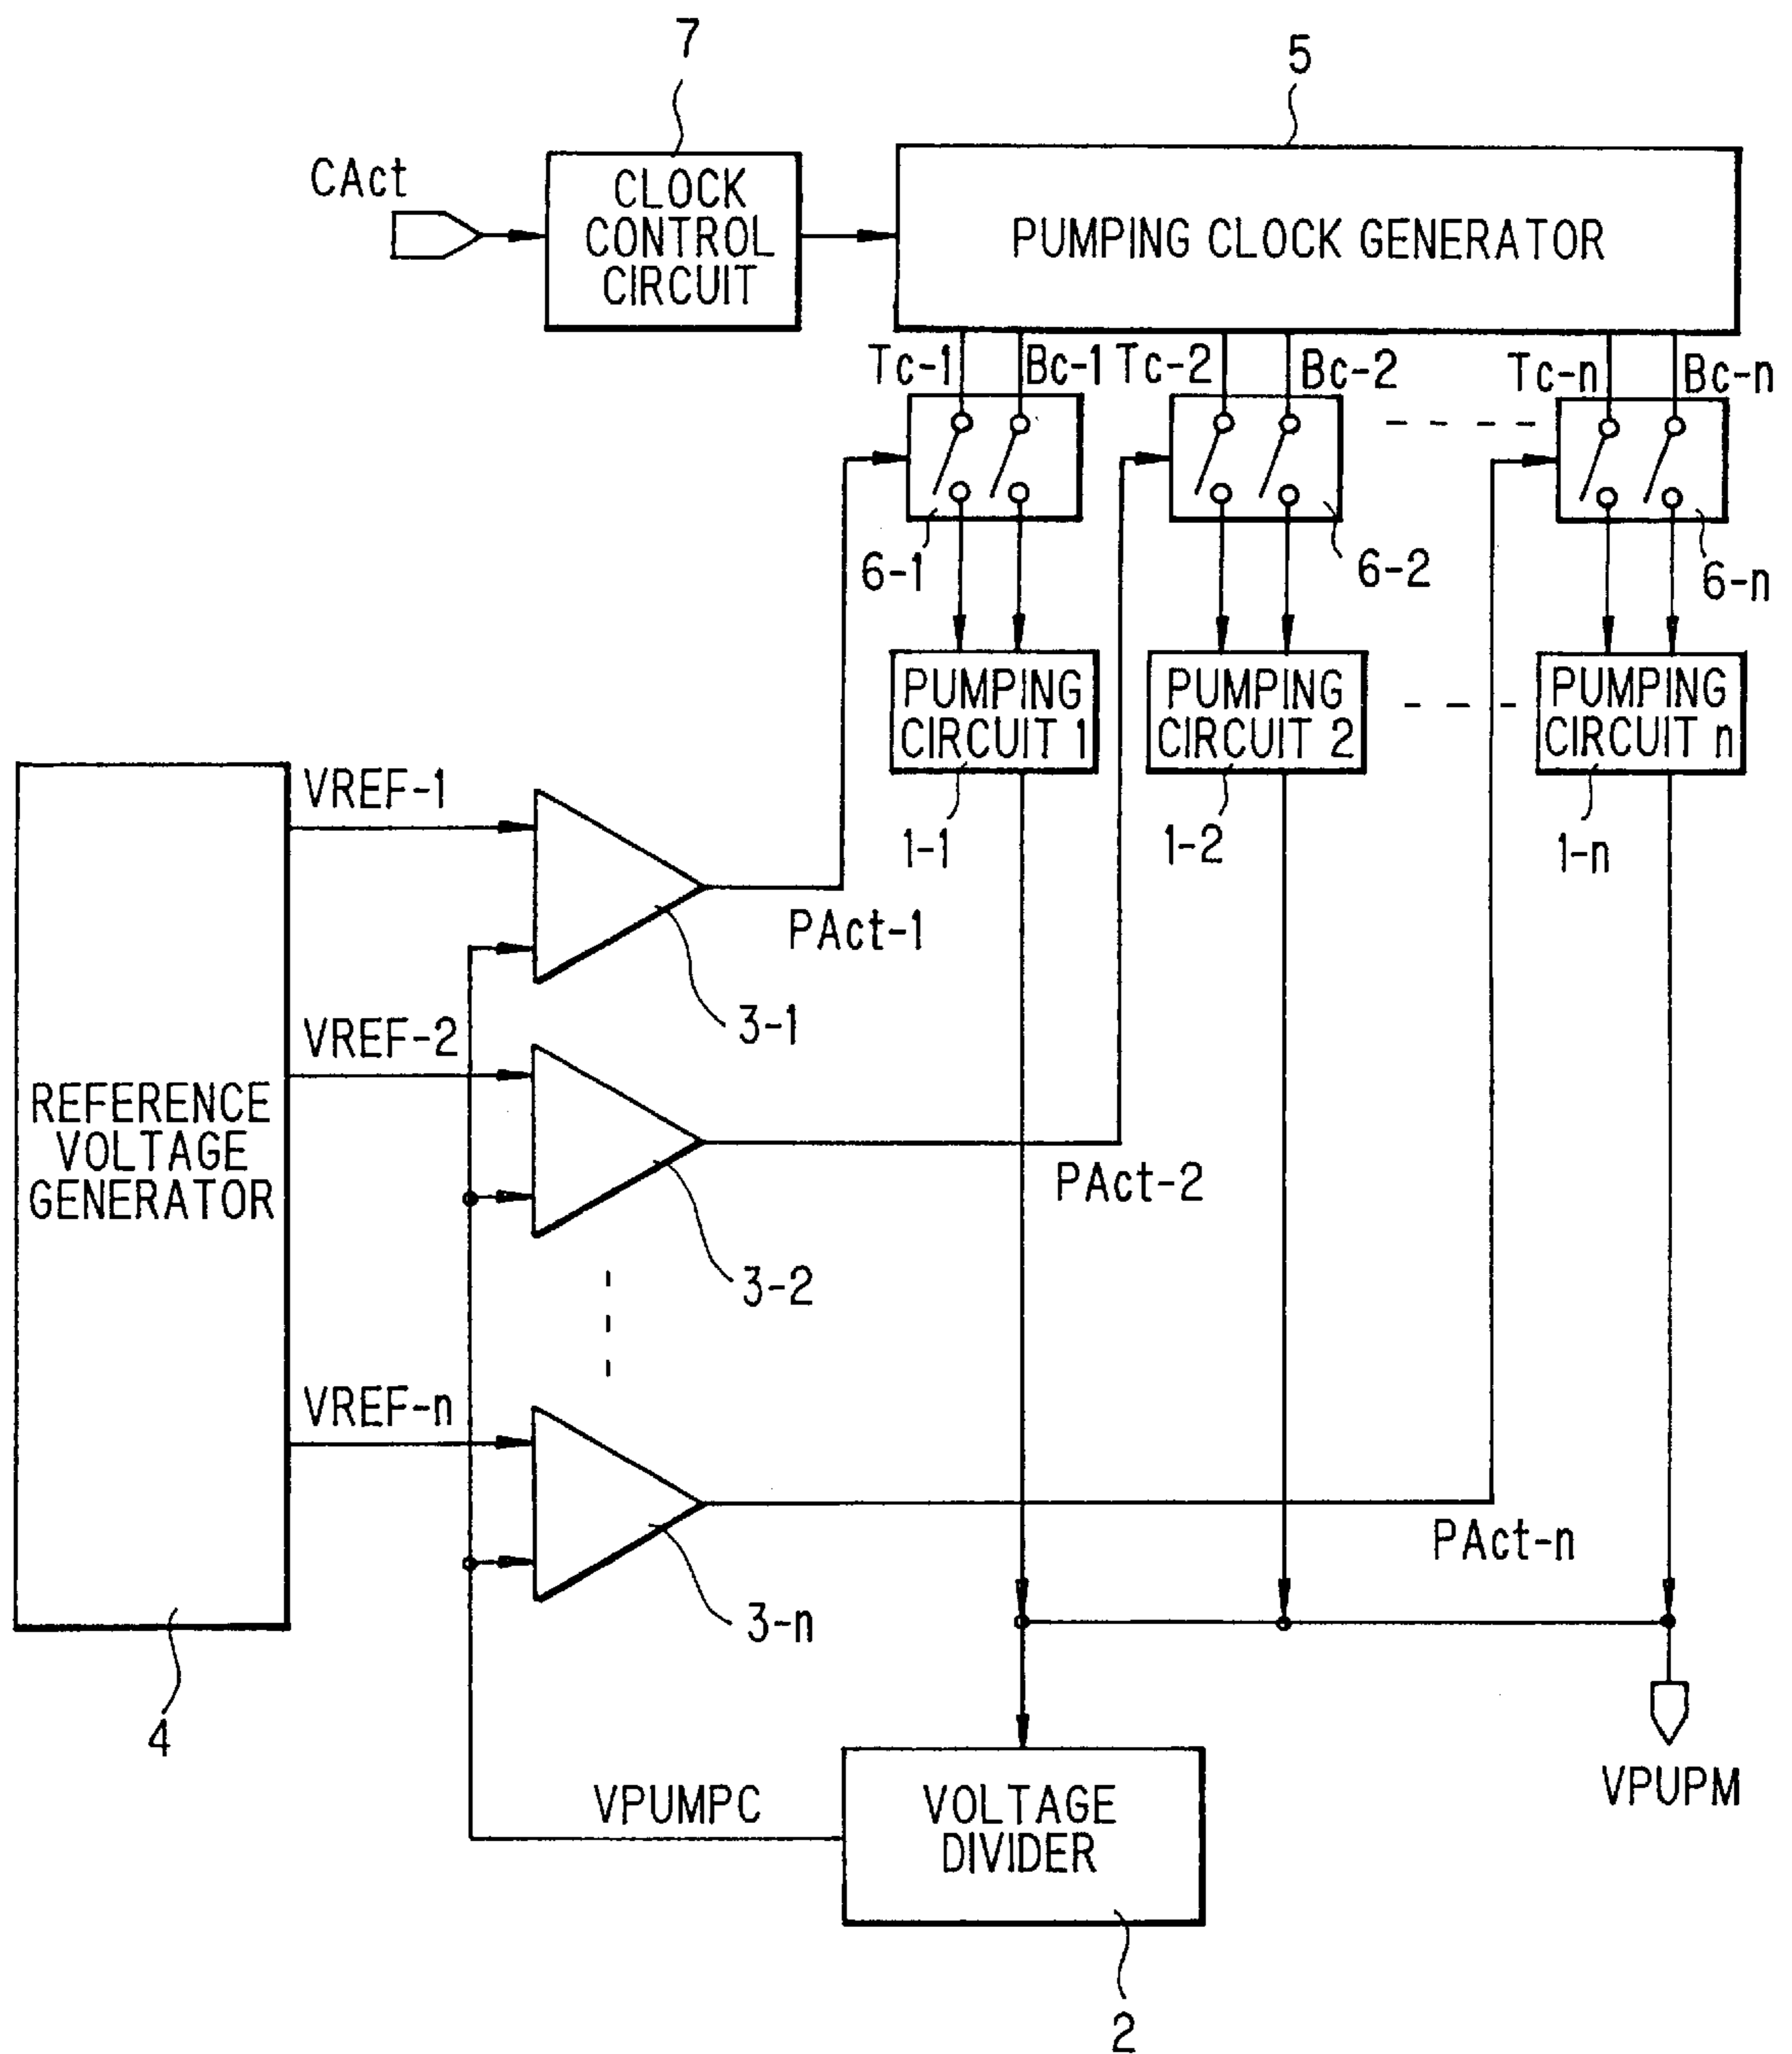 7
5
CAct
CLOCK
CONTROL
CIRCUIT
PUMPING CLOCK GENERATOR
Tc-1
Bc-1
Tc-2
Bc-2
Tc-n
Bc-n
6-1
6-2
6-n
PUMPING
CIRCUIT 1
PUMPING
CIRCUIT 2
PUMPING
CIRCUIT n
1-1
1-2
1-n
VREF-1
PAct-1
3-1
VREF-2
REFERENCE
VOLTAGE
GENERATOR
PAct-2
3-2
VREF-n
PAct-n
3-n
4
VPUMPC
VOLTAGE
DIVIDER
VPUPM
2